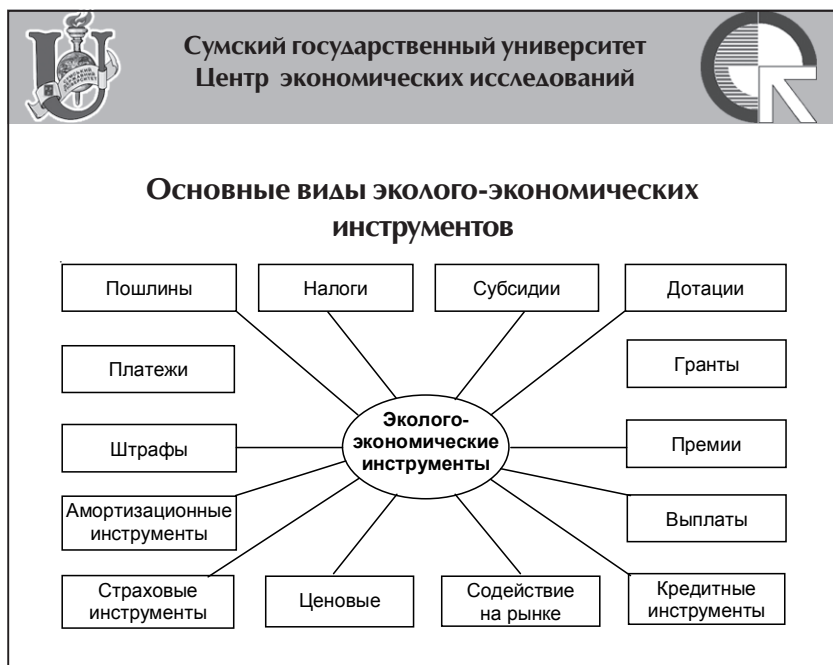 Сумский государственный университет
Центр экономических исследований
Основные виды эколого-экономических
инструментов
Пошлины
Налоги
Субсидии
Дотации
Платежи
Гранты
Эколого-
экономические
инструменты
Штрафы
Премии
Амортизационные
инструменты
Выплаты
Страховые
инструменты
Ценовые
Содействие
на рынке
Кредитные
инструменты